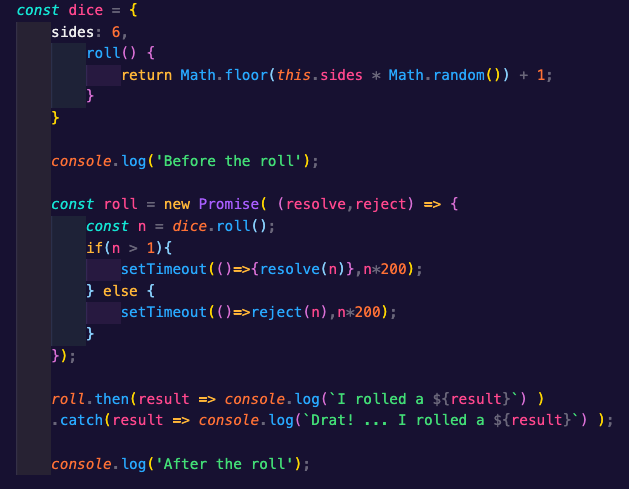 const dice = {
    sides: 6,
        roll() {
            return Math.floor(this.sides * Math.random()) + 1;
        }
    }

    console.log('Before the roll');

    const roll = new Promise( (resolve,reject) => {
        const n = dice.roll();
        if(n > 1){
            setTimeout(()=>{resolve(n)},n*200);
        } else {
            setTimeout(()=>reject(n),n*200);
        }
    });

    roll.then(result => console.log(`I rolled a ${result}`) )
    .catch(result => console.log(`Drat! ... I rolled a ${result}`) );

    console.log('After the roll');